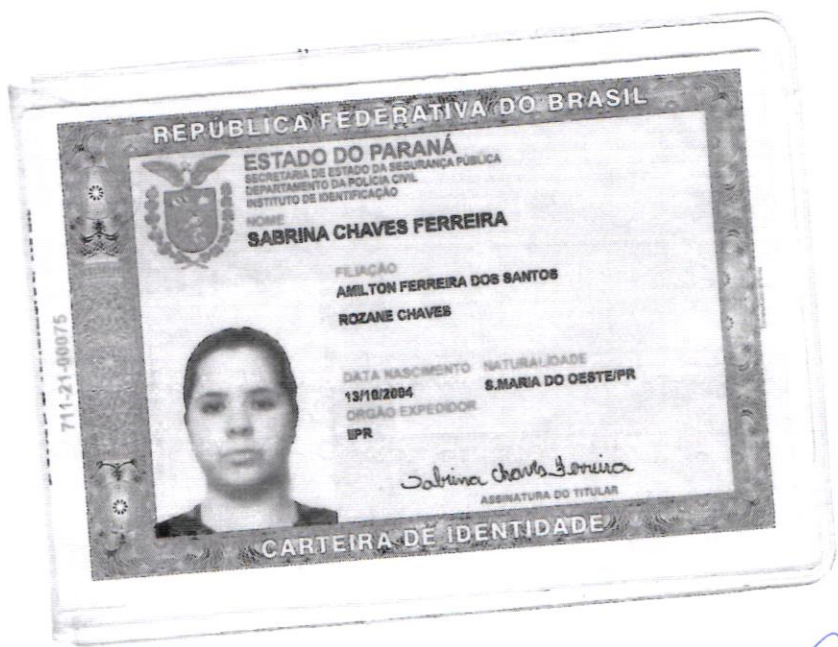 REPÚBLICA FEDERATIVA DO BRASIL
ESTADO DO PARANÁ
SECRETARIA DE ESTADO DA SEGURANÇA PÚBLICA
DEPARTAMENTO DA POLÍCIA CIVIL
INSTITUTO DE IDENTIFICAÇÃO
NOME
SABRINA CHAVES FERREIRA
FILIAÇÃO
AMILTON FERREIRA DOS SANTOS
ROZANE CHAVES
DATA NASCIMENTO NATURALIDADE
13/10/2004 S.MARIA DO OESTE/PR
ORGÃO EXPEDIDOR
IIPR
Sabrina Chaves Ferreira
ASSINATURA DO TITULAR
CARTEIRA DE IDENTIDADE
711-21-00075